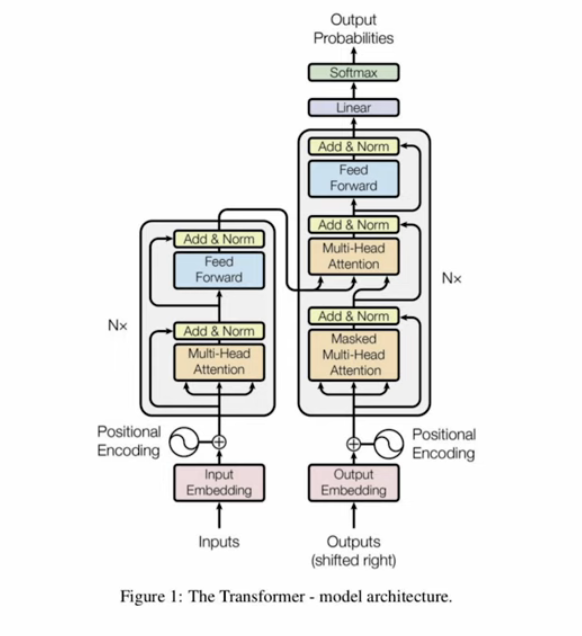 Output
Probabilities
Softmax
Linear
Add & Norm
Feed
Forward
Add & Norm
Multi-Head
Attention
Add & Norm
Masked
Multi-Head
Attention
Nx
Add & Norm
Feed
Forward
Add & Norm
Multi-Head
Attention
Nx
Positional
Encoding
Positional
Encoding
Input
Embedding
Output
Embedding
Inputs
Outputs
(shifted right)
Figure 1: The Transformer - model architecture.